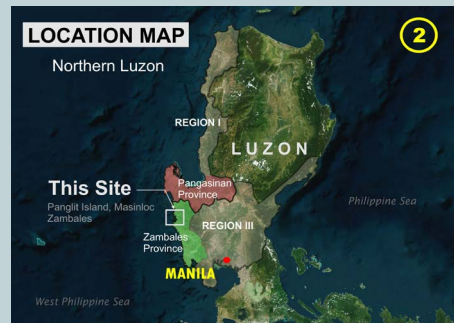 LOCATION MAP
2
Northern Luzon
REGION I
LUZON
This Site
Pangasinan
Province
Panglit Island, Masinloc
Zambales
Philippine Sea
REGION III
Zambales
Province
MANILA
West Philippine Sea